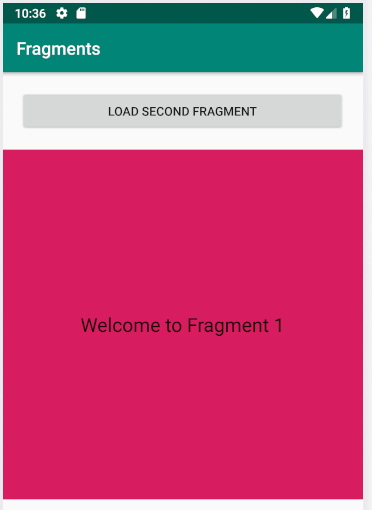 10:36
Fragments
LOAD SECOND FRAGMENT
Welcome to Fragment 1